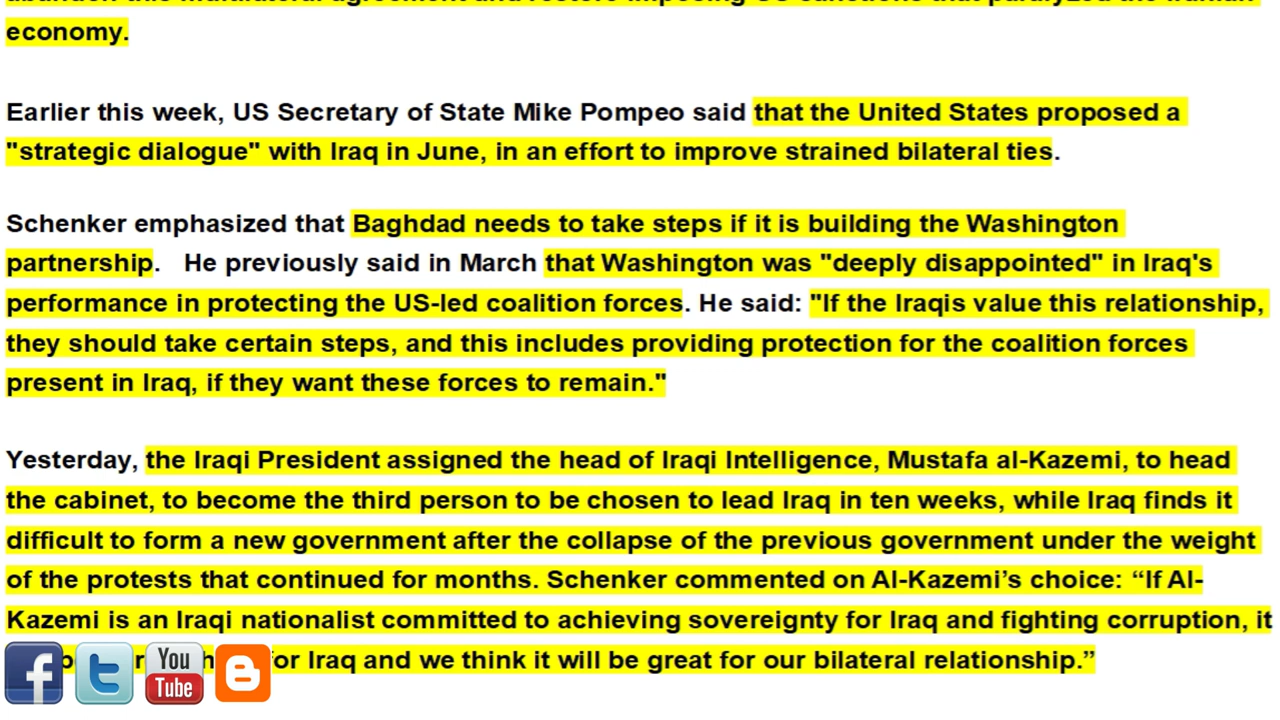 economy.
Earlier this week, US Secretary of State Mike Pompeo said that the United States proposed a
"strategic dialogue" with Iraq in June, in an effort to improve strained bilateral ties.
Schenker emphasized that Baghdad needs to take steps if it is building the Washington
partnership. He previously said in March that Washington was "deeply disappointed" in Iraq's
performance in protecting the US-led coalition forces. He said: "If the Iraqis value this relationship,
they should take certain steps, and this includes providing protection for the coalition forces
present in Iraq, if they want these forces to remain."
Yesterday, the Iraqi President assigned the head of Iraqi Intelligence, Mustafa al-Kazemi, to head
the cabinet, to become the third person to be chosen to lead Iraq in ten weeks, while Iraq finds it
difficult to form a new government after the collapse of the previous government under the weight
of the protests that continued for months. Schenker commented on Al-Kazemi’s choice: “If Al-
Kazemi is an Iraqi nationalist committed to achieving sovereignty for Iraq and fighting corruption, it
for Iraq and we think it will be great for our bilateral relationship.”
You
Tube